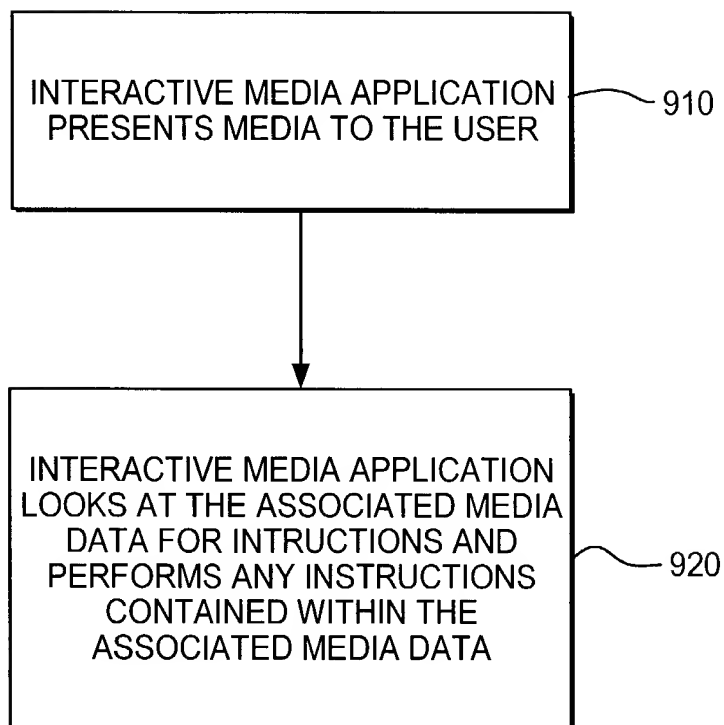 INTERACTIVE MEDIA APPLICATION
PRESENTS MEDIA TO THE USER
910
INTERACTIVE MEDIA APPLICATION
LOOKS AT THE ASSOCIATED MEDIA
DATA FOR INTRUCTIONS AND
PERFORMS ANY INSTRUCTIONS
CONTAINED WITHIN THE
ASSOCIATED MEDIA DATA
920